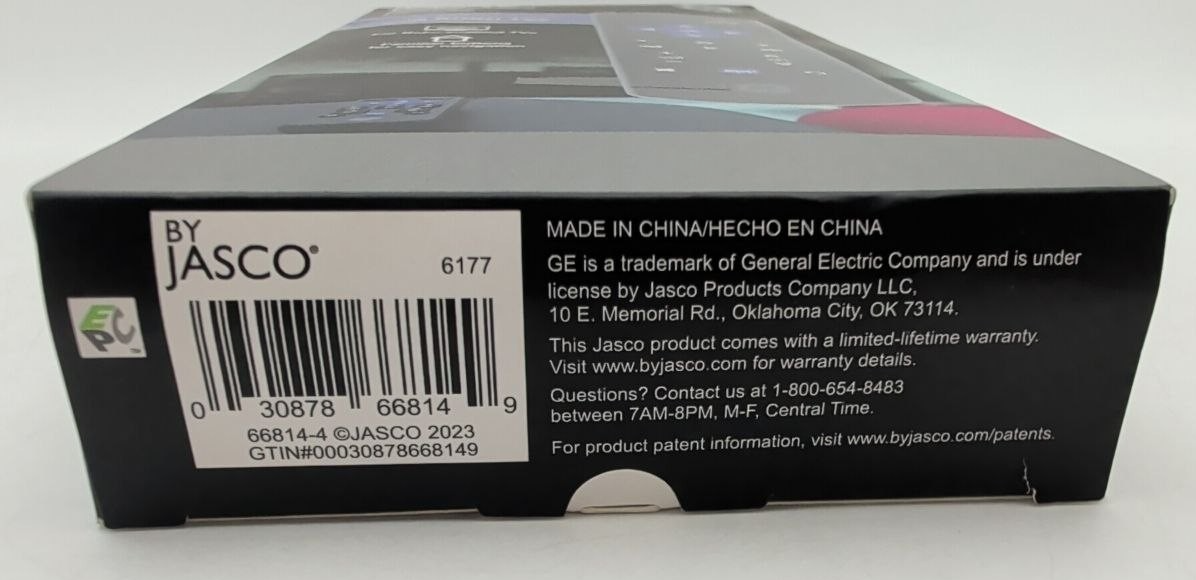 BY
JASCO®
6177
EPC
0 30878 66814 9
66814-4 ©JASCO 2023
GTIN#00030878668149
MADE IN CHINA/HECHO EN CHINA
GE is a trademark of General Electric Company and is under
license by Jasco Products Company LLC,
10 E. Memorial Rd., Oklahoma City, OK 73114.
This Jasco product comes with a limited-lifetime warranty.
Visit www.byjasco.com for warranty details.
Questions? Contact us at 1-800-654-8483
between 7AM-8PM, M-F, Central Time.
For product patent information, visit www.byjasco.com/patents.